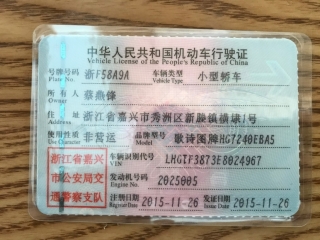 中华人民共和国机动车行驶证
Vehicle License of the People's Republic of China
号牌号码 浙F58A9A 车辆类型 小型轿车
Plate No. Vehicle Type
所有人 蔡燕锋
Owner
住址 浙江省嘉兴市秀洲区新塍镇横埭1号
Address
使用性质 非营运 品牌型号 歌诗图牌HG7240EBA5
Use Character Model
浙江省嘉兴市公安局交通警察支队
车辆识别代号 LHGTF3873E8024967
VIN
发动机号码 2025005
Engine No.
注册日期 2015-11-26 发证日期 2015-11-26
Register Date Issue Date